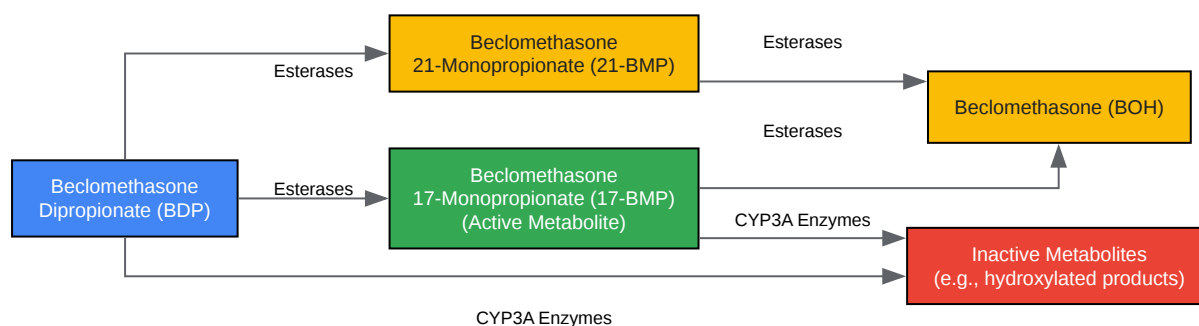 Beclomethasone
21-Monopropionate (21-BMP)
Esterases
Esterases
Beclomethasone (BOH)
Esterases
Beclomethasone
Dipropionate (BDP)
Esterases
Beclomethasone
17-Monopropionate (17-BMP)
(Active Metabolite)
CYP3A Enzymes
Inactive Metabolites
(e.g., hydroxylated products)
CYP3A Enzymes